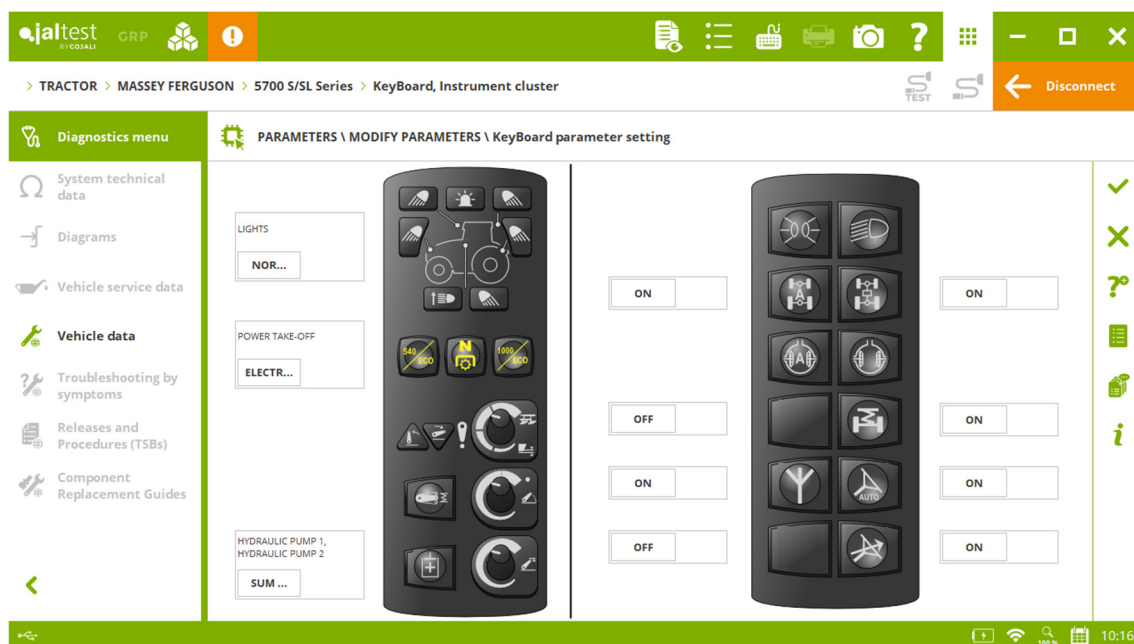 jaltest GRP
BY COJALI
> TRACTOR > MASSEY FERGUSON > 5700 S/SL Series > KeyBoard, Instrument cluster
TEST
Disconnect
Diagnostics menu
PARAMETERS \ MODIFY PARAMETERS \ KeyBoard parameter setting
System technical
data
Diagrams
Vehicle service data
Vehicle data
Troubleshooting by
symptoms
Releases and
Procedures (TSBs)
Component
Replacement Guides
LIGHTS
NOR...
POWER TAKE-OFF
ELECTR...
HYDRAULIC PUMP 1,
HYDRAULIC PUMP 2
SUM ...
540
ECO
N
1000
ECO
ON
ON
A
A
OFF
ON
ON
AUTO
OFF
ON
100 %
10:16